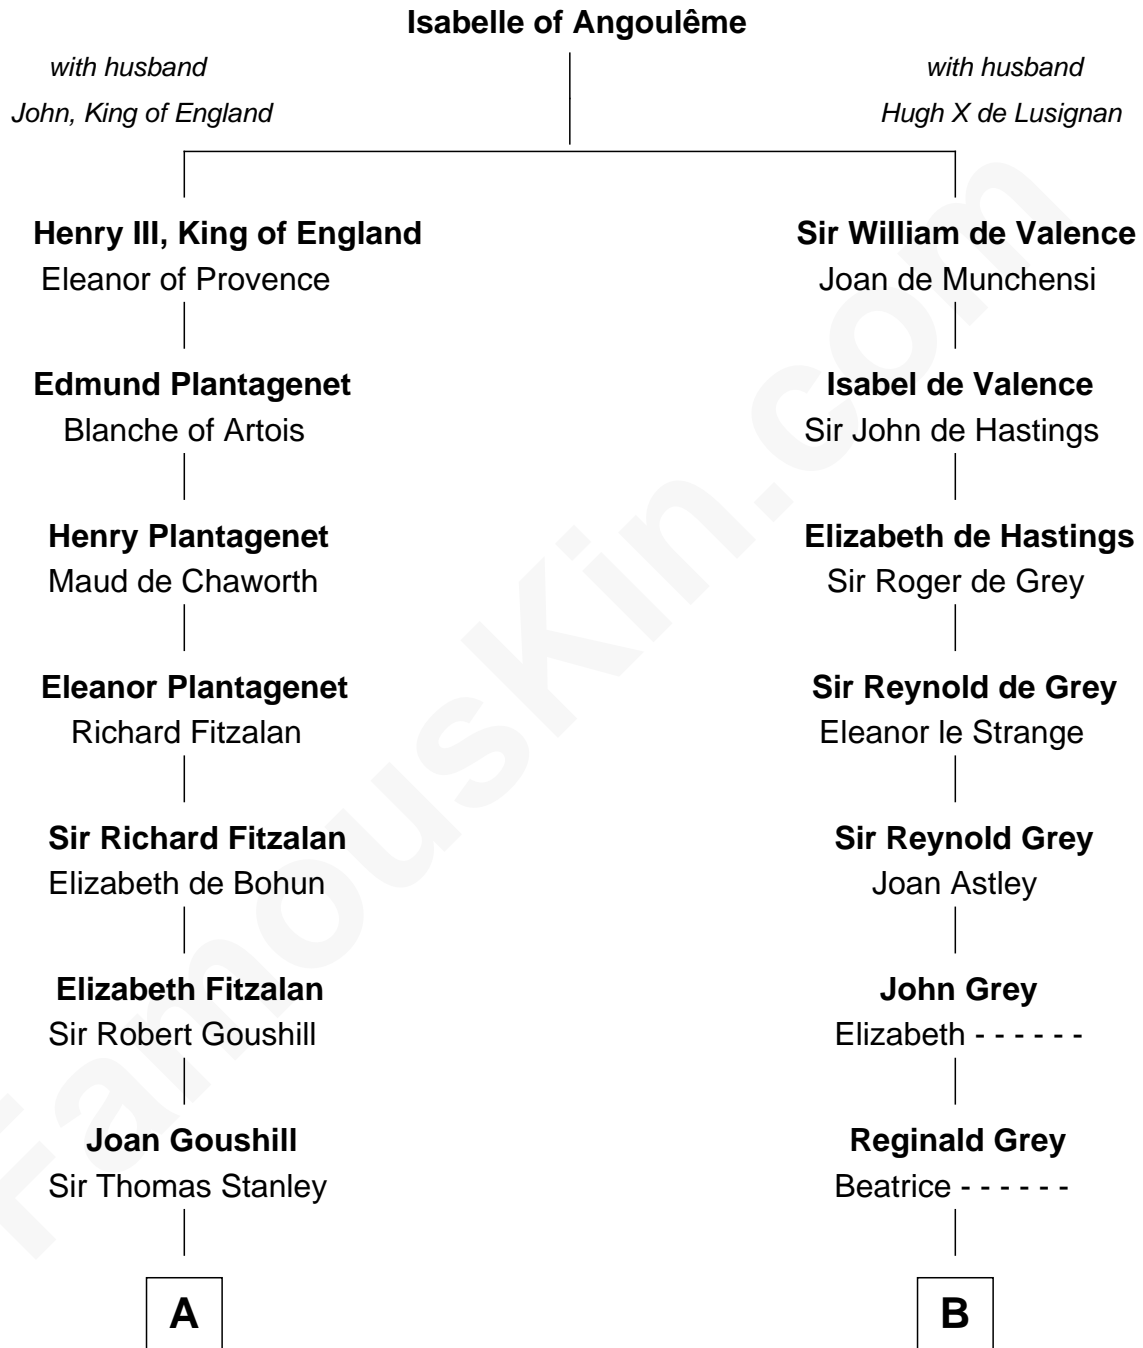 Isabelle of Angoulême
with husband
John, King of England
with husband
Hugh X de Lusignan
Henry III, King of England
Eleanor of Provence
Sir William de Valence
Joan de Munchensi
Edmund Plantagenet
Blanche of Artois
Isabel de Valence
Sir John de Hastings
Henry Plantagenet
Maud de Chaworth
Elizabeth de Hastings
Sir Roger de Grey
Eleanor Plantagenet
Richard Fitzalan
Sir Reynold de Grey
Eleanor le Strange
Sir Richard Fitzalan
Elizabeth de Bohun
Sir Reynold Grey
Joan Astley
Elizabeth Fitzalan
Sir Robert Goushill
John Grey
Elizabeth - - - - - -
Joan Goushill
Sir Thomas Stanley
Reginald Grey
Beatrice - - - - - -
A
B
FamousKin.com